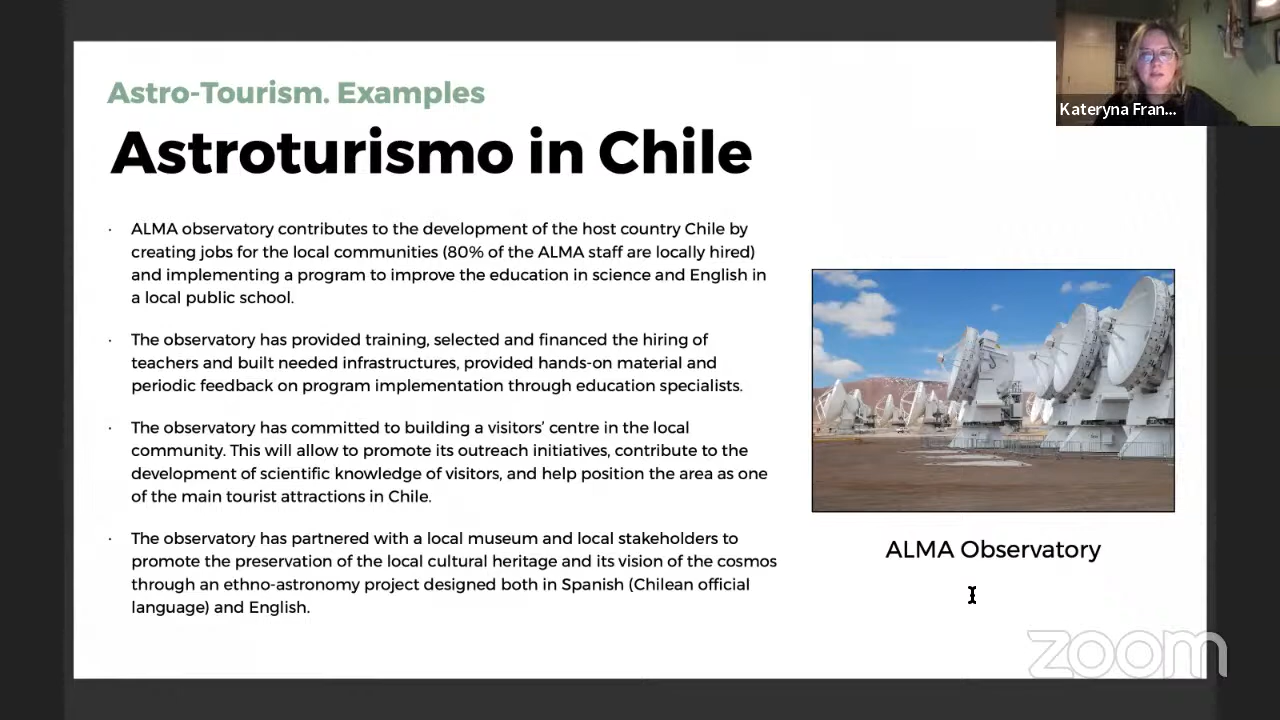 Astro-Tourism. Examples
Astroturismo in Chile
Kateryna Fran...
· ALMA observatory contributes to the development of the host country Chile by
creating jobs for the local communities (80% of the ALMA staff are locally hired)
and implementing a program to improve the education in science and English in
a local public school.
· The observatory has provided training, selected and financed the hiring of
teachers and built needed infrastructures, provided hands-on material and
periodic feedback on program implementation through education specialists.
· The observatory has committed to building a visitors’ centre in the local
community. This will allow to promote its outreach initiatives, contribute to the
development of scientific knowledge of visitors, and help position the area as one
of the main tourist attractions in Chile.
· The observatory has partnered with a local museum and local stakeholders to
promote the preservation of the local cultural heritage and its vision of the cosmos
through an ethno-astronomy project designed both in Spanish (Chilean official
language) and English.
ALMA Observatory
zoom